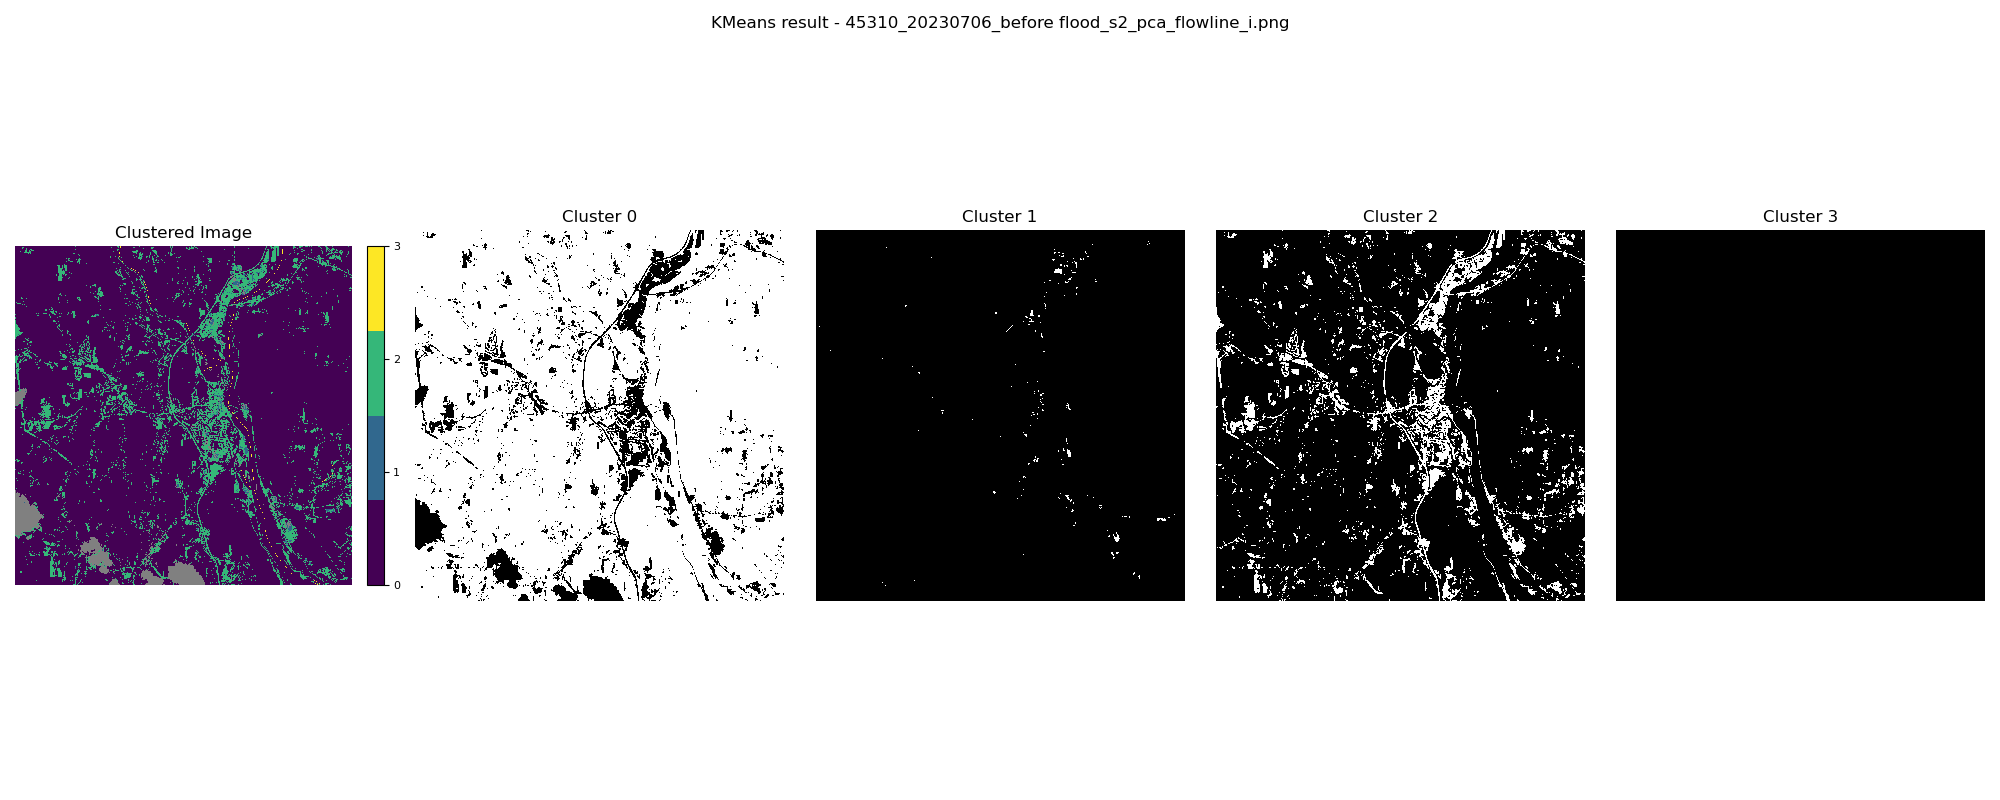 KMeans result - 45310_20230706_before flood_s2_pca_flowline_i.png
Clustered Image
Cluster 0
Cluster 1
Cluster 2
Cluster 3
3
2
1
0